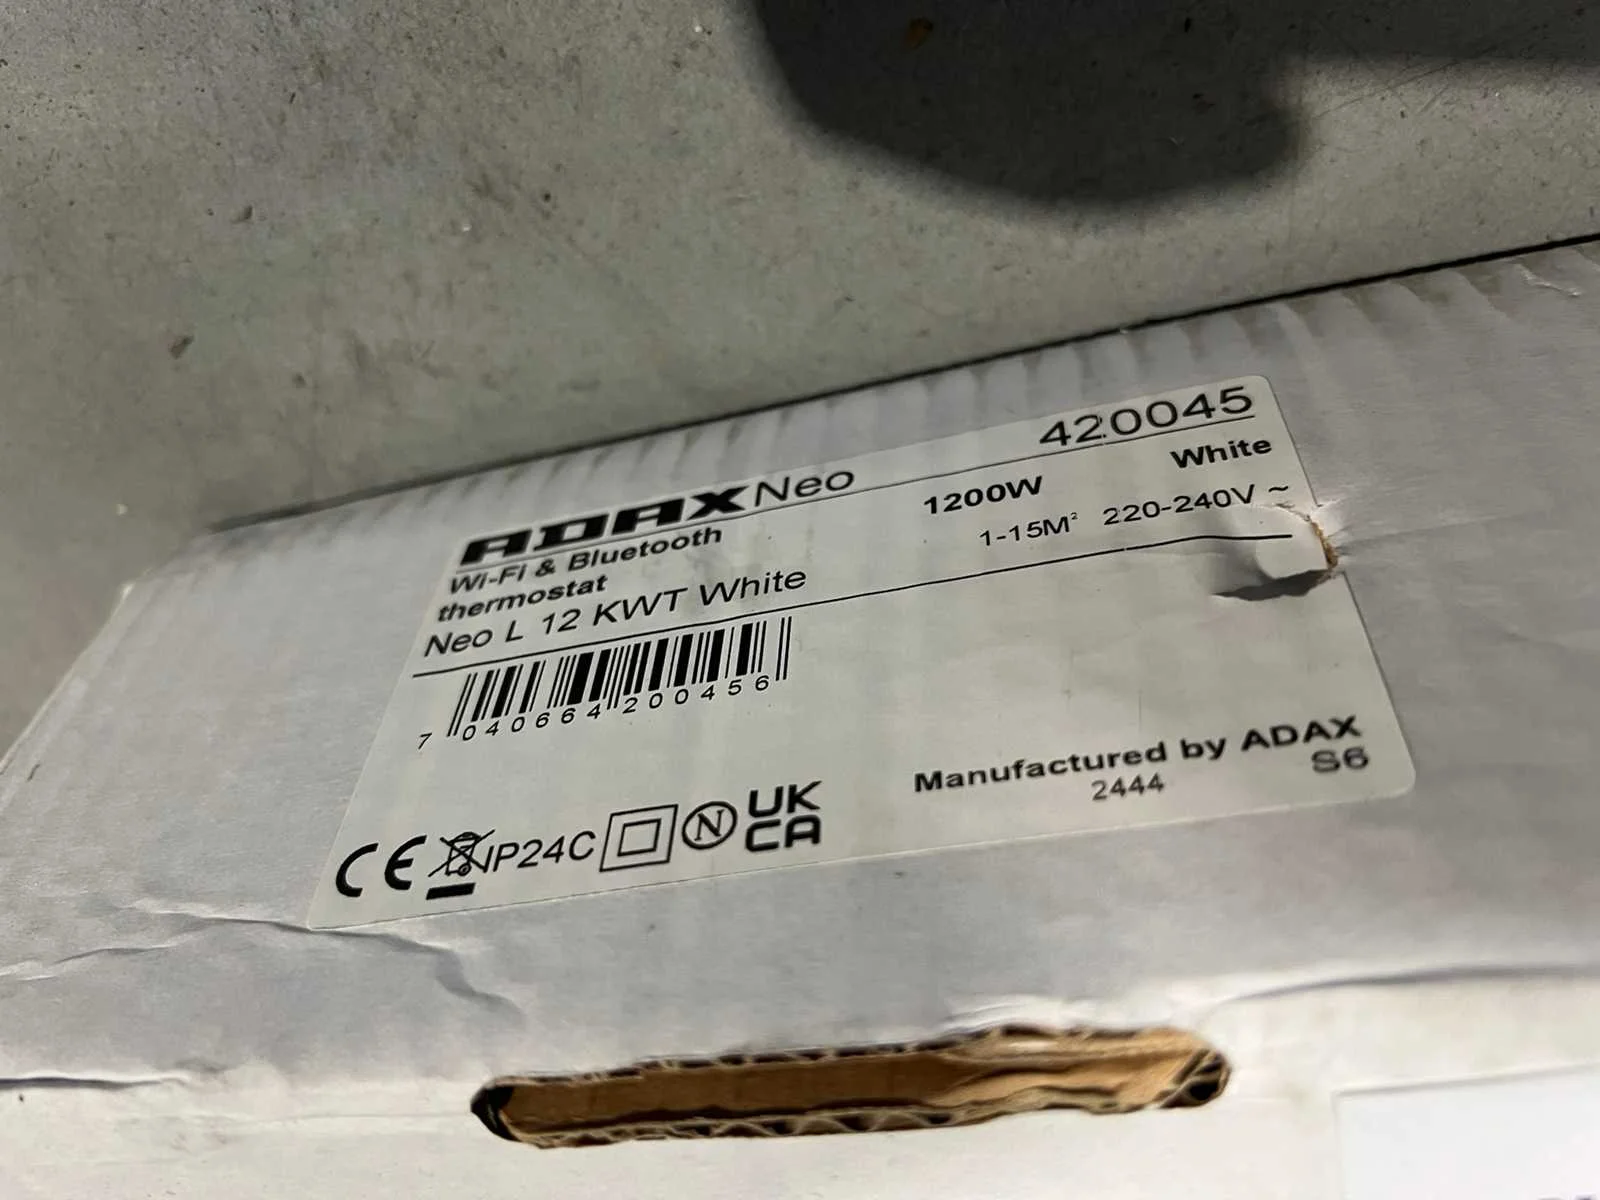 420045
ADAX Neo
1200W White
Wi-Fi & Bluetooth
thermostat
1-15M² 220-240V ~
Neo L 12 KWT White
7 040664 200456
Manufactured by ADAX
2444 S6
CE IP24C N UK
CA